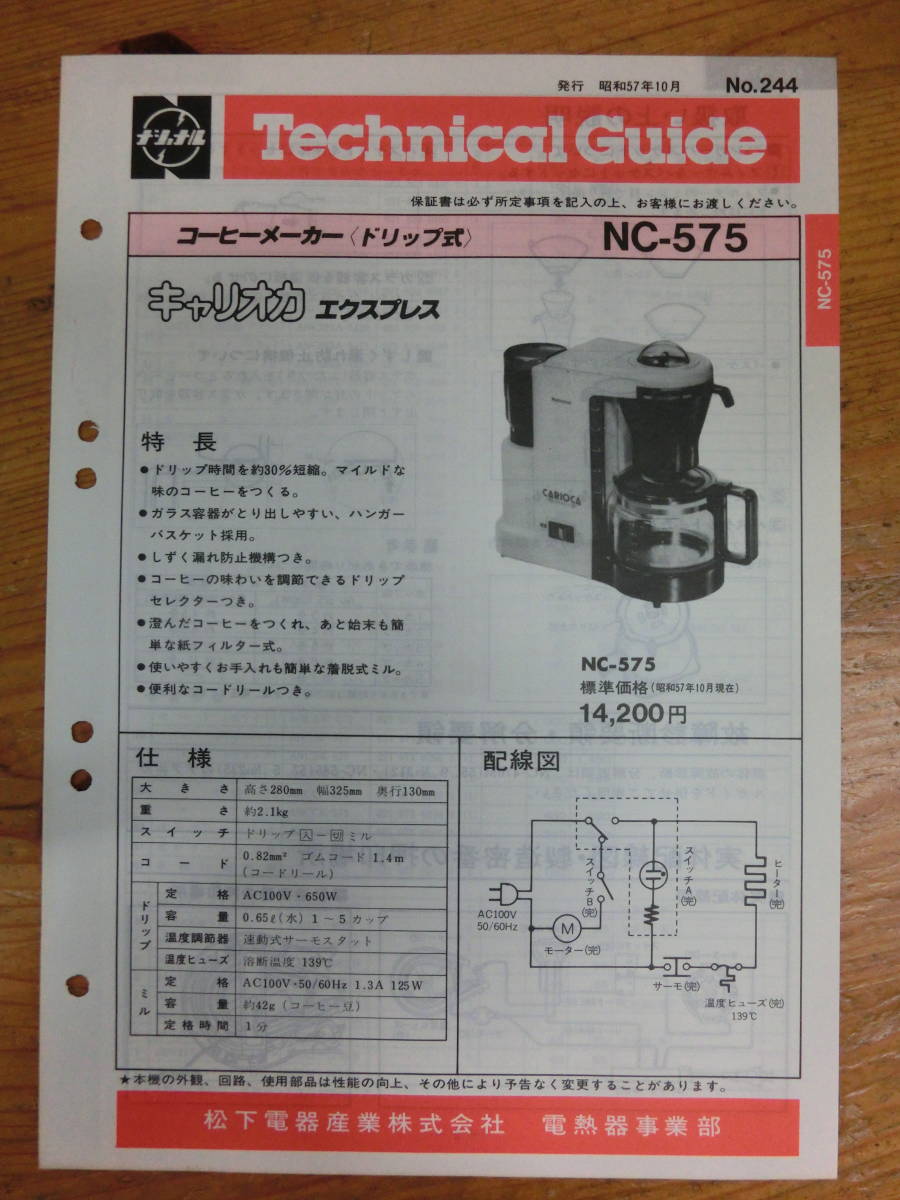 発行 昭和57年10月 No.244
ナショナル
Technical Guide
保証書は必ず所定事項を記入の上、お客様にお渡しください。
コーヒーメーカー〈ドリップ式〉 NC-575
NC-575
キャリオカ エクスプレス
特長
●ドリップ時間を約30%短縮。マイルドな
味のコーヒーをつくる。
●ガラス容器がとり出しやすい、ハンガー
バスケット採用。
●しずく漏れ防止機構つき。
●コーヒーの味わいを調節できるドリップ
セレクターつき。
●澄んだコーヒーをつくれ、あと始末も簡
単な紙フィルター式。
●使いやすくお手入れも簡単な着脱式ミル。
●便利なコードリールつき。
National
CARIOCA
NC-575
標準価格(昭和57年10月現在)
14,200円
仕様
大きさ 高さ280mm 幅325mm 奥行130mm
重さ 約2.1kg
スイッチ ドリップ入―切ミル
コード 0.82mm² ゴムコード1.4m
(コードリール)
ドリップ
定格 AC100V・650W
容量 0.65ℓ(水) 1〜5カップ
温度調節器 速動式サーモスタット
温度ヒューズ 溶断温度 139℃
ミル
定格 AC100V・50/60Hz 1.3A 125W
容量 約42g(コーヒー豆)
定格時間 1分
配線図
AC100V
50/60Hz
スイッチB(完)
M
モーター(完)
スイッチA(完)
ヒーター(完)
サーモ(完)
温度ヒューズ(完)
139℃
★本機の外観、回路、使用部品は性能の向上、その他により予告なく変更することがあります。
松下電器産業株式会社 電熱器事業部